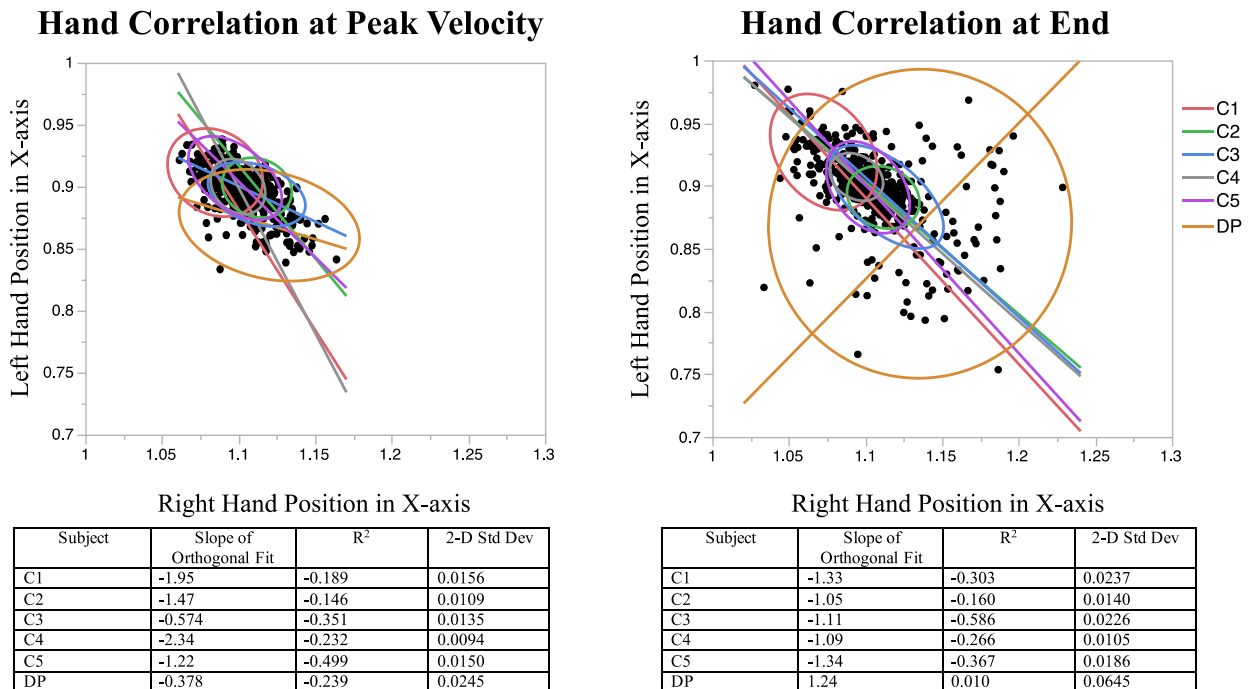 Hand Correlation at Peak Velocity
Left Hand Position in X-axis
1
0.95
0.9
0.85
0.8
0.75
0.7
1 1.05 1.1 1.15 1.2 1.25 1.3
Right Hand Position in X-axis
Subject Slope of Orthogonal Fit R² 2-D Std Dev
C1 -1.95 -0.189 0.0156
C2 -1.47 -0.146 0.0109
C3 -0.574 -0.351 0.0135
C4 -2.34 -0.232 0.0094
C5 -1.22 -0.499 0.0150
DP -0.378 -0.239 0.0245
Hand Correlation at End
Left Hand Position in X-axis
1
0.95
0.9
0.85
0.8
0.75
0.7
1 1.05 1.1 1.15 1.2 1.25 1.3
C1
C2
C3
C4
C5
DP
Right Hand Position in X-axis
Subject Slope of Orthogonal Fit R² 2-D Std Dev
C1 -1.33 -0.303 0.0237
C2 -1.05 -0.160 0.0140
C3 -1.11 -0.586 0.0226
C4 -1.09 -0.266 0.0105
C5 -1.34 -0.367 0.0186
DP 1.24 0.010 0.0645